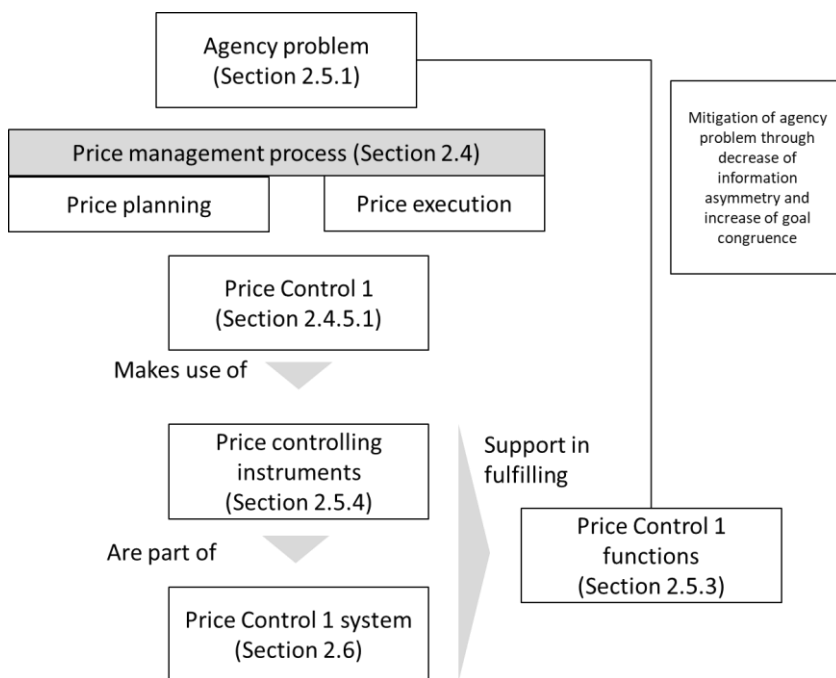 Agency problem
(Section 2.5.1)
Mitigation of agency
problem through
decrease of
information
asymmetry and
increase of goal
congruence
Price management process (Section 2.4)
Price planning
Price execution
Price Control 1
(Section 2.4.5.1)
Makes use of
Price controlling
instruments
(Section 2.5.4)
Support in
fulfilling
Are part of
Price Control 1
functions
(Section 2.5.3)
Price Control 1 system
(Section 2.6)